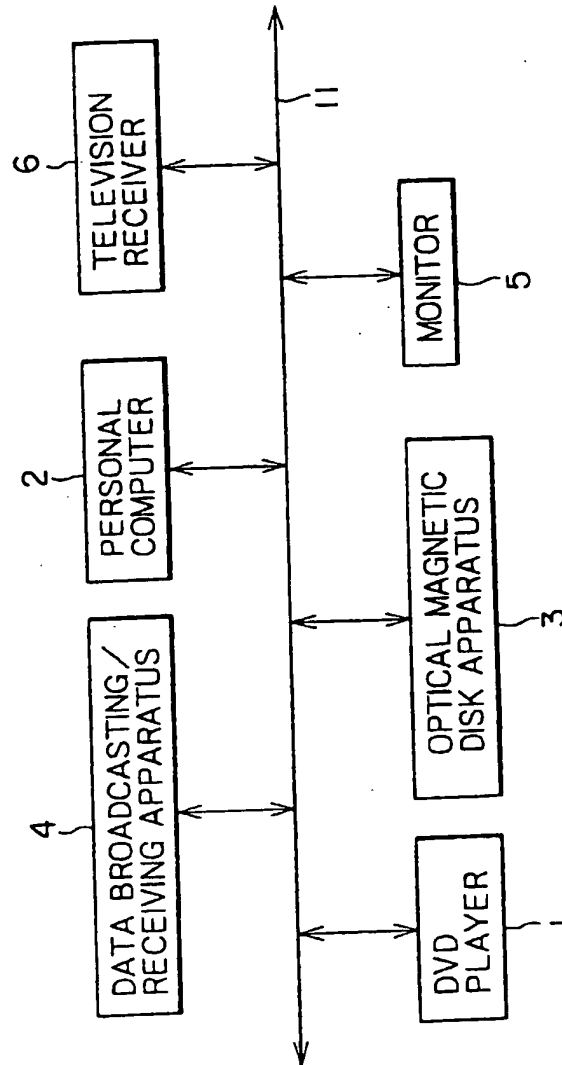 4
DATA BROADCASTING/
RECEIVING APPARATUS
2
PERSONAL
COMPUTER
6
TELEVISION
RECEIVER
11
DVD
PLAYER
1
OPTICAL MAGNETIC
DISK APPARATUS
3
MONITOR
5